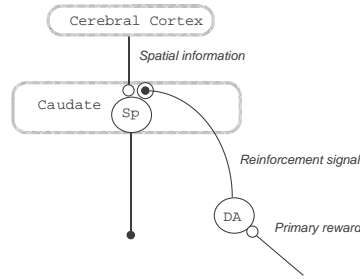 Cerebral Cortex
Spatial information
Caudate
Sp
Reinforcement signal
DA
Primary reward